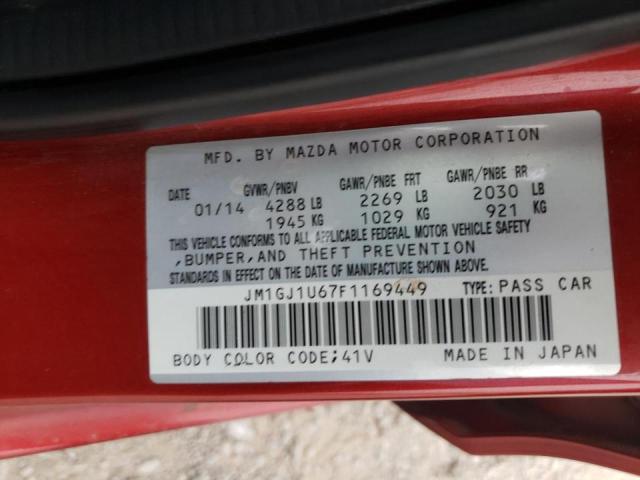 MFD. BY MAZDA MOTOR CORPORATION
DATE GVWR/PNBV GAWR/PNBE FRT GAWR/PNBE RR
01/14 4288 LB 2269 LB 2030 LB
1945 KG 1029 KG 921 KG
THIS VEHICLE CONFORMS TO ALL APPLICABLE FEDERAL MOTOR VEHICLE SAFETY
,BUMPER,AND THEFT PREVENTION
STANDARDS IN EFFECT ON THE DATE OF MANUFACTURE SHOWN ABOVE.
JM1GJ1U67F1169449 TYPE: PASS CAR
BODY COLOR CODE;41V MADE IN JAPAN